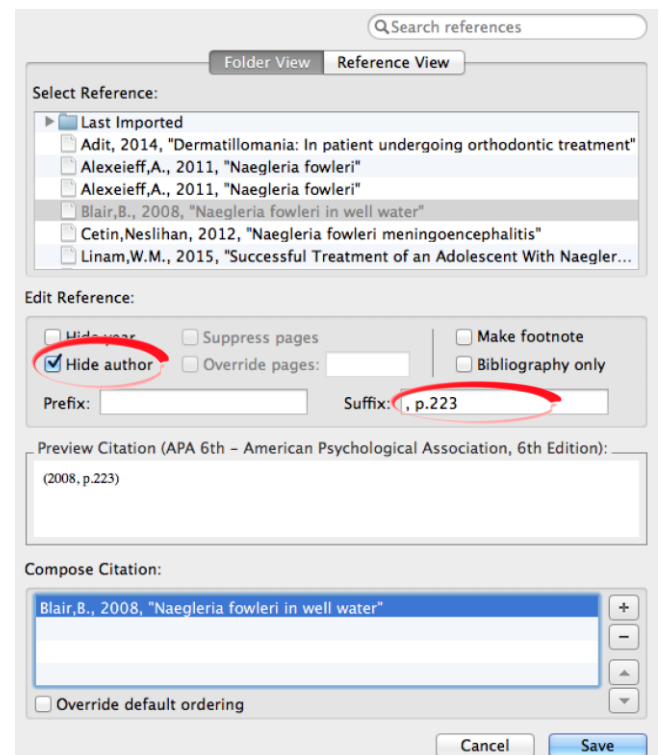 Search references
Folder View Reference View
Select Reference:
Last Imported
Adit, 2014, "Dermatillomania: In patient undergoing orthodontic treatment"
Alexeieff,A., 2011, "Naegleria fowleri"
Alexeieff,A., 2011, "Naegleria fowleri"
Blair,B., 2008, "Naegleria fowleri in well water"
Cetin,Neslihan, 2012, "Naegleria fowleri meningoencephalitis"
Linam,W.M., 2015, "Successful Treatment of an Adolescent With Naegler...
Edit Reference:
Hide year Suppress pages Make footnote
Hide author Override pages: Bibliography only
Prefix: Suffix: , p.223
Preview Citation (APA 6th – American Psychological Association, 6th Edition):
(2008, p.223)
Compose Citation:
Blair,B., 2008, "Naegleria fowleri in well water"
+
−
Override default ordering
Cancel Save